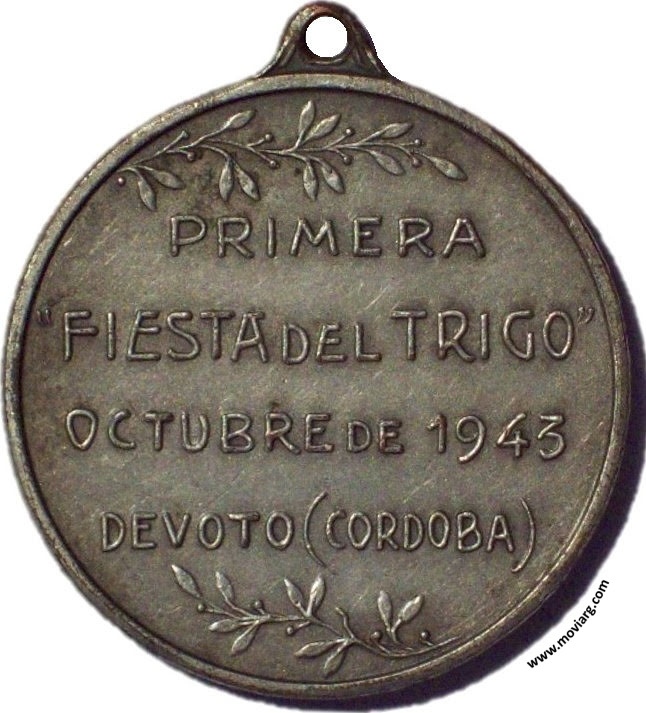 PRIMERA
"FIESTA DEL TRIGO"
OCTUBRE DE 1943
DEVOTO (CORDOBA)
www.moviarg.com